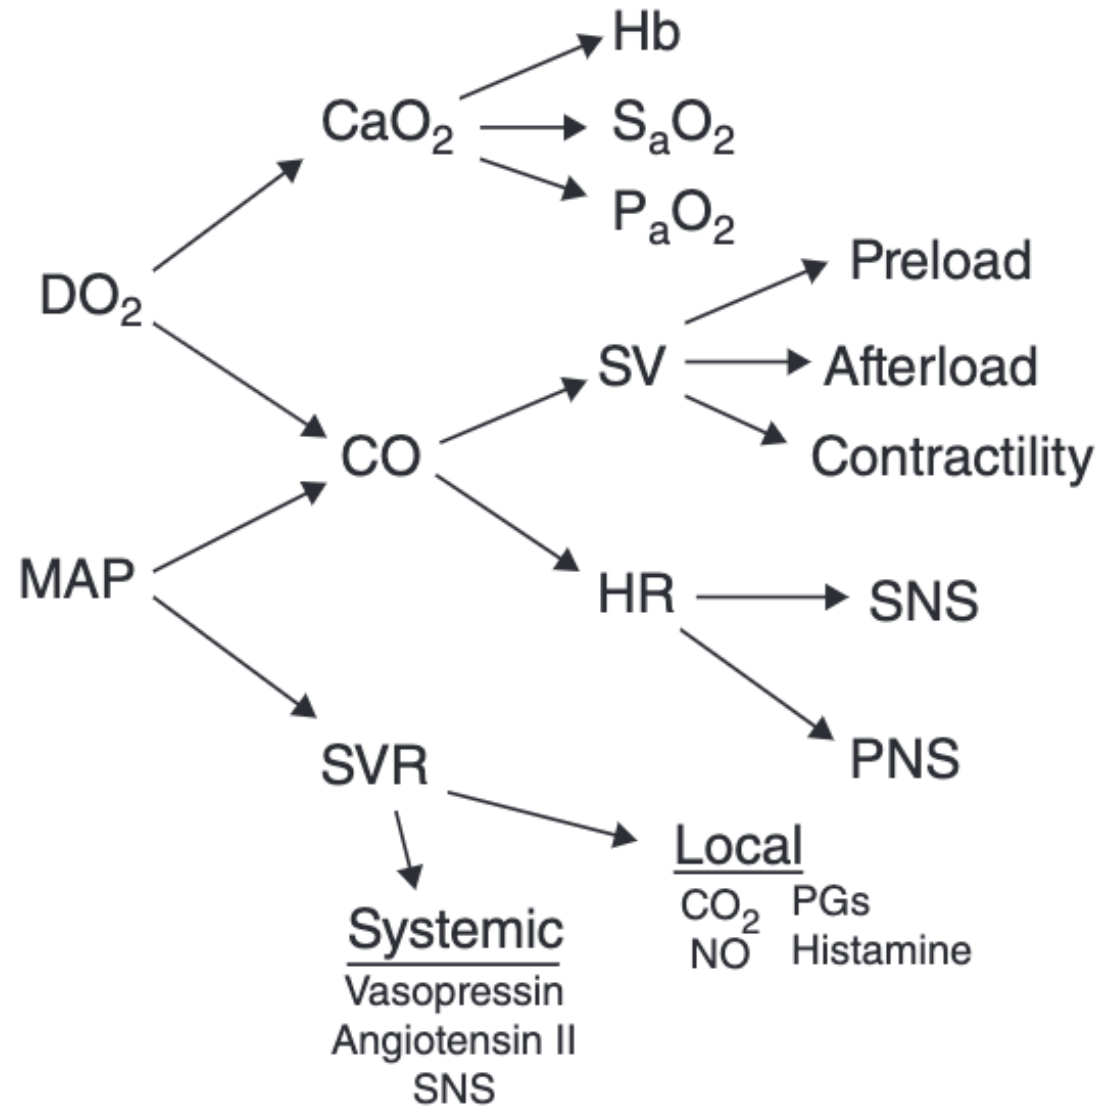 Hb
CaO₂
SₐO₂
PₐO₂
Preload
DO₂
SV
Afterload
CO
Contractility
MAP
HR
SNS
SVR
PNS
Local
CO₂ PGs
NO Histamine
Systemic
Vasopressin
Angiotensin II
SNS